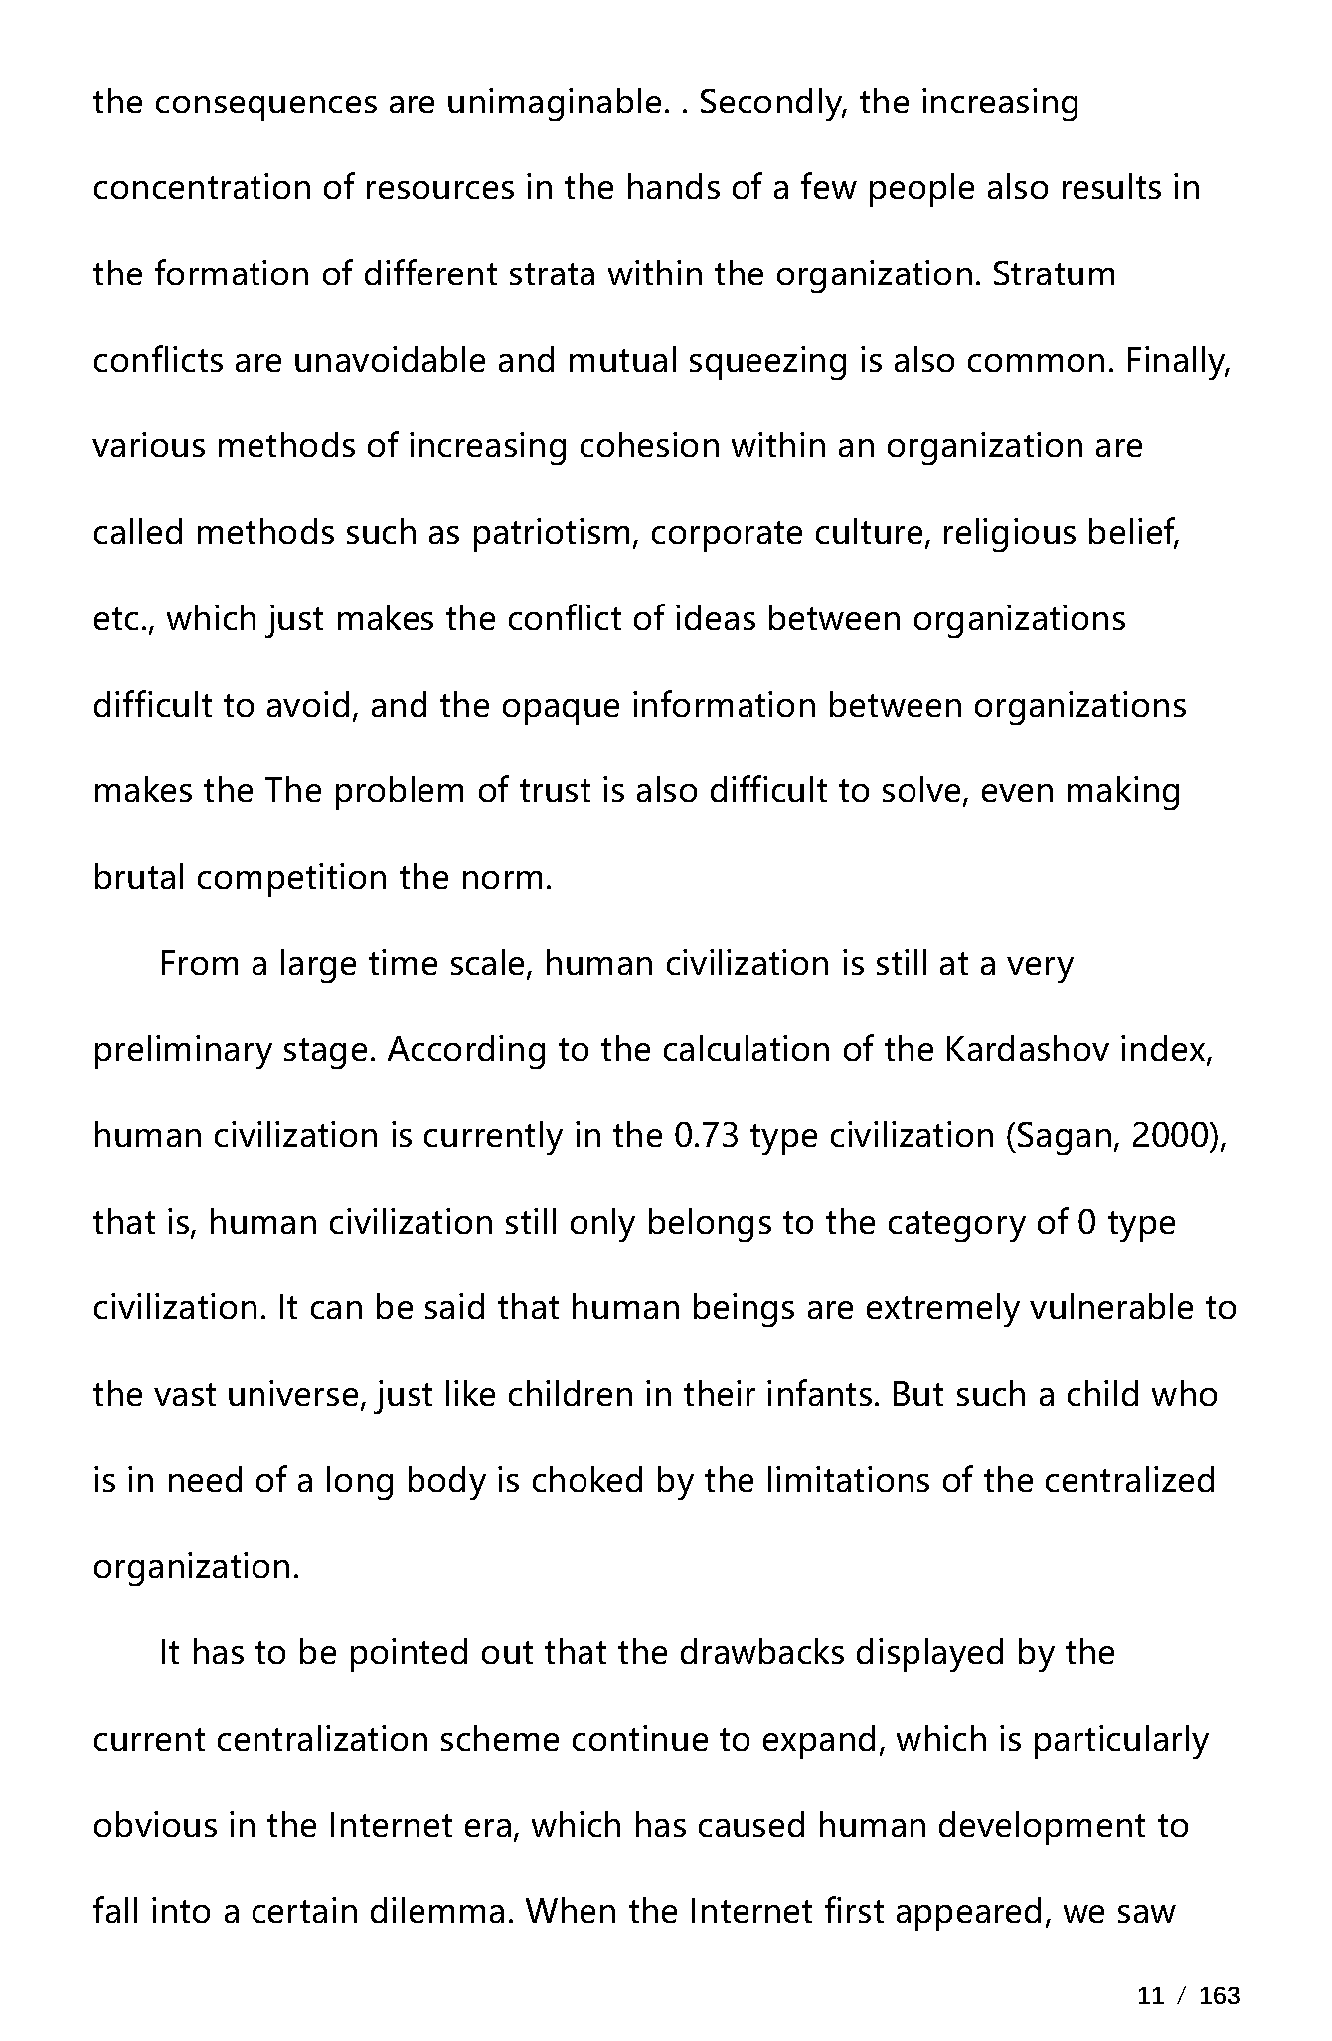 the consequences are unimaginable. . Secondly, the increasing
concentration of resources in the hands of a few people also results in
the formation of different strata within the organization. Stratum
conflicts are unavoidable and mutual squeezing is also common. Finally,
various methods of increasing cohesion within an organization are
called methods such as patriotism, corporate culture, religious belief,
etc., which just makes the conflict of ideas between organizations
difficult to avoid, and the opaque information between organizations
makes the The problem of trust is also difficult to solve, even making
brutal competition the norm.
From a large time scale, human civilization is still at a very
preliminary stage. According to the calculation of the Kardashov index,
human civilization is currently in the 0.73 type civilization (Sagan, 2000),
that is, human civilization still only belongs to the category of 0 type
civilization. It can be said that human beings are extremely vulnerable to
the vast universe, just like children in their infants. But such a child who
is in need of a long body is choked by the limitations of the centralized
organization.
It has to be pointed out that the drawbacks displayed by the
current centralization scheme continue to expand, which is particularly
obvious in the Internet era, which has caused human development to
fall into a certain dilemma. When the Internet first appeared, we saw
11 / 163